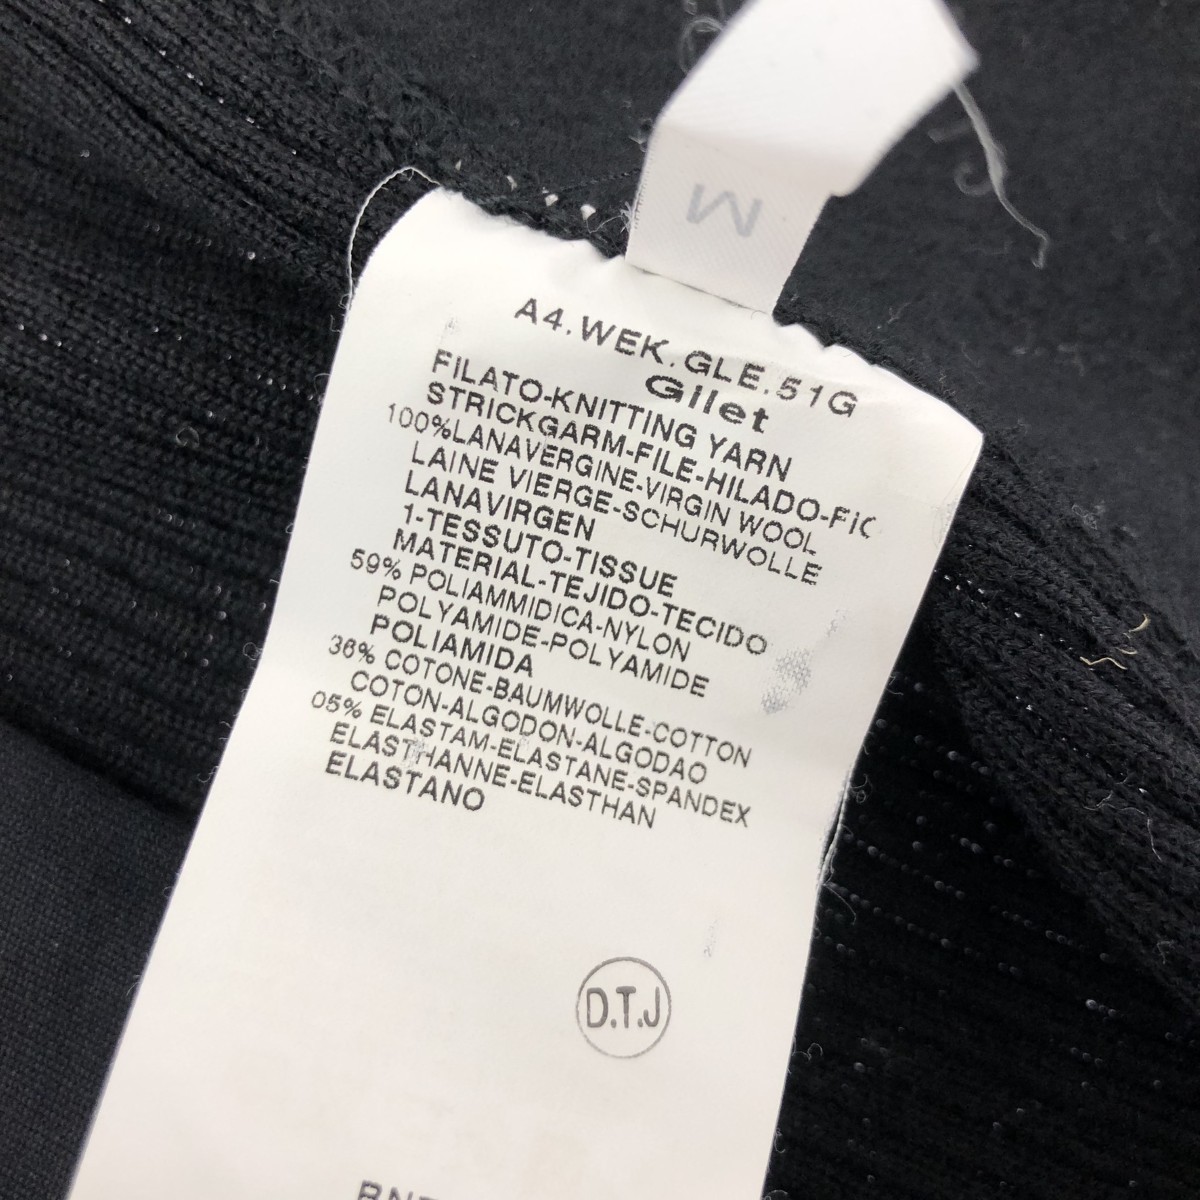 M
A4.WEK.GLE.51G
Gilet
FILATO-KNITTING YARN
STRICKGARM-FILE-HILADO-FIO
100%LANAVERGINE-VIRGIN WOOL
LAINE VIERGE-SCHURWOLLE
LANAVIRGEN
1-TESSUTO-TISSUE
MATERIAL-TEJIDO-TECIDO
59% POLIAMMIDICA-NYLON
POLYAMIDE-POLYAMIDE
POLIAMIDA
36% COTONE-BAUMWOLLE-COTTON
COTON-ALGODON-ALGODAO
05% ELASTAM-ELASTANE-SPANDEX
ELASTHANNE-ELASTHAN
ELASTANO
D.T.J